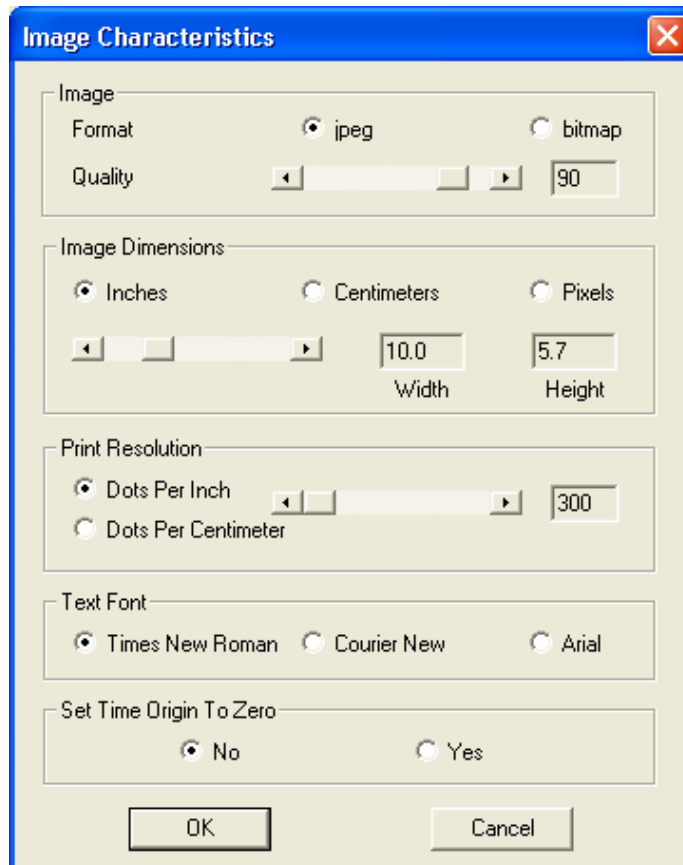 Image Characteristics
Image
Format jpeg bitmap
Quality 90
Image Dimensions
Inches Centimeters Pixels
10.0 5.7
Width Height
Print Resolution
Dots Per Inch
300
Dots Per Centimeter
Text Font
Times New Roman Courier New Arial
Set Time Origin To Zero
No Yes
OK Cancel